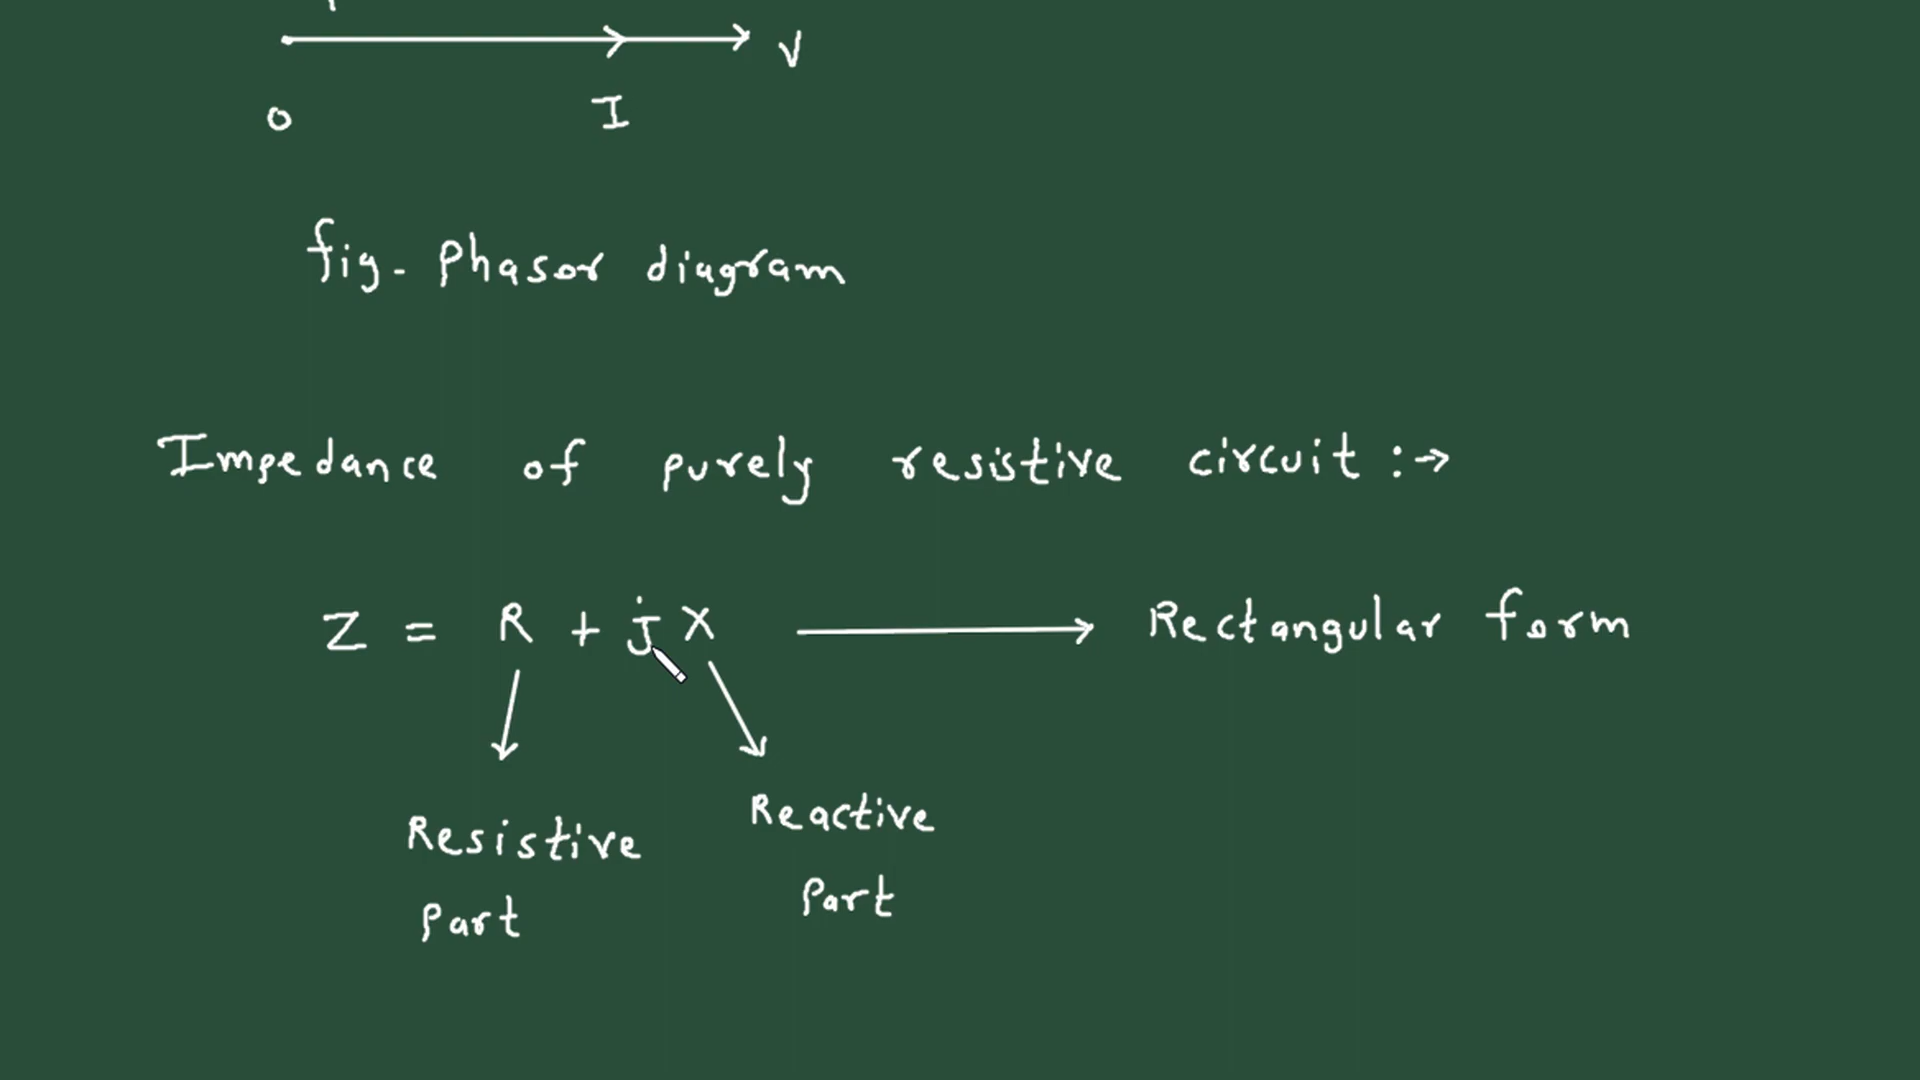 V
O I
fig- Phasor diagram
Impedance of purely resistive circuit :→
Z = R + jX ⟶ Rectangular form
Resistive Reactive
Part Part